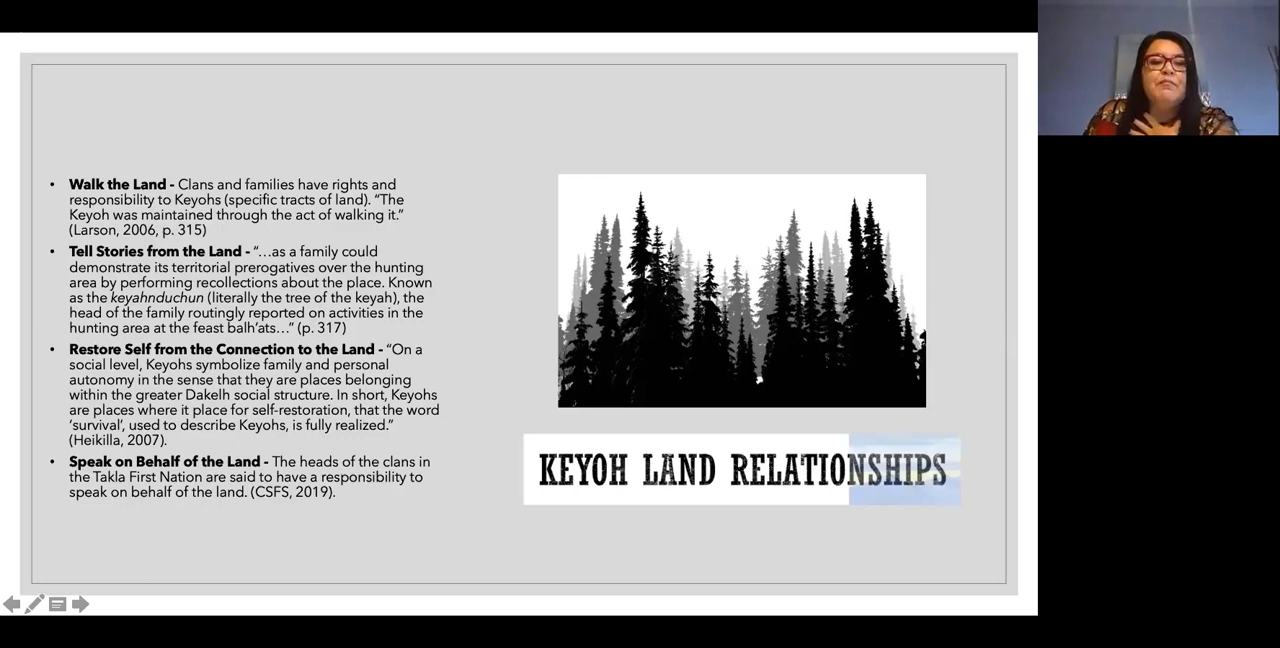 • Walk the Land - Clans and families have rights and
responsibility to Keyohs (specific tracts of land). “The
Keyoh was maintained through the act of walking it.”
(Larson, 2006, p. 315)
• Tell Stories from the Land - “…as a family could
demonstrate its territorial prerogatives over the hunting
area by performing recollections about the place. Known
as the keyahnduchun (literally the tree of the keyah), the
head of the family routingly reported on activities in the
hunting area at the feast balh’ats…” (p. 317)
• Restore Self from the Connection to the Land - “On a
social level, Keyohs symbolize family and personal
autonomy in the sense that they are places belonging
within the greater Dakelh social structure. In short, Keyohs
are places where it place for self-restoration, that the word
‘survival’, used to describe Keyohs, is fully realized.”
(Heikilla, 2007).
• Speak on Behalf of the Land - The heads of the clans in
the Takla First Nation are said to have a responsibility to
speak on behalf of the land. (CSFS, 2019).
KEYOH LAND RELATIONSHIPS